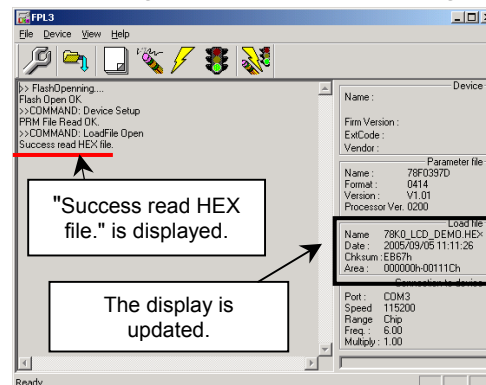 FPL3
File Device View Help
>> FlashOpenning....
Flash Open OK
>>COMMAND: Device Setup
PRM File Read OK.
>>COMMAND: LoadFile Open
Success read HEX file.
"Success read HEX
file." is displayed.
The display is
updated.
Device
Name :
Firm Version :
ExtCode :
Vendor :
Parameter file
Name : 78F0397D
Format : 0414
Version : V1.01
Processor Ver. 0200
Load file
Name 78K0_LCD_DEMO.HEX
Date : 2005/09/05 11:11:26
Chksum : EB67h
Area : 000000h-00111Ch
Connection to device
Port : COM3
Speed 115200
Range Chip
Freq. : 6.00
Multiply : 1.00
Ready